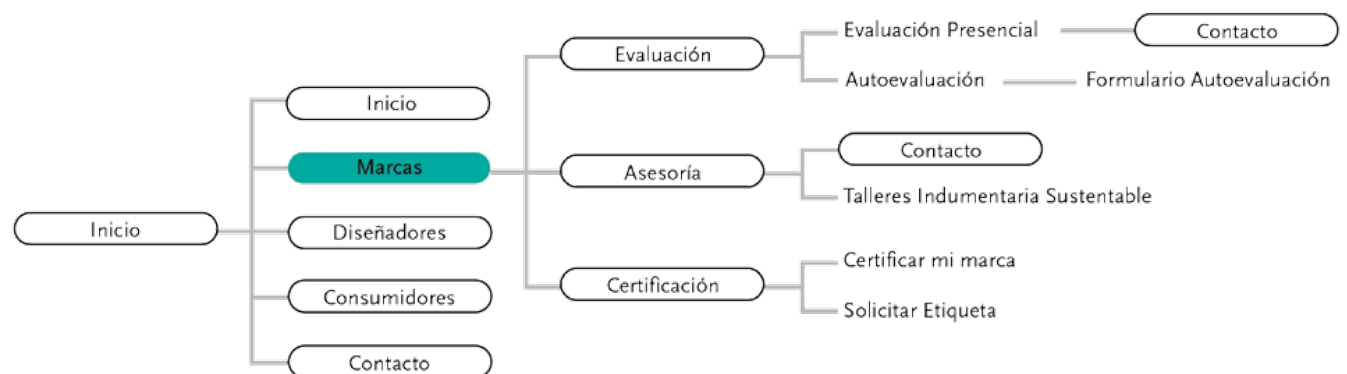 Inicio
Inicio
Marcas
Diseñadores
Consumidores
Contacto
Evaluación
Evaluación Presencial
Contacto
Autoevaluación
Formulario Autoevaluación
Asesoría
Contacto
Talleres Indumentaria Sustentable
Certificación
Certificar mi marca
Solicitar Etiqueta